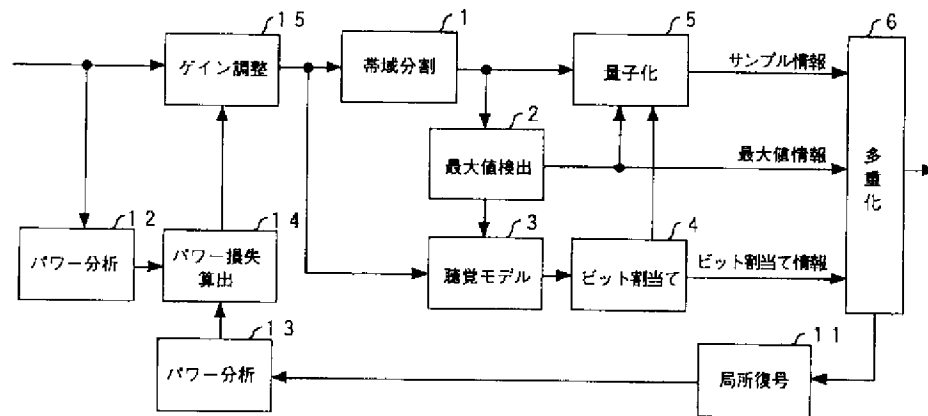 15
ゲイン調整
1
帯域分割
5
量子化
サンプル情報
6
多重化
2
最大値検出
最大値情報
12
パワー分析
14
パワー損失
算出
3
聴覚モデル
4
ビット割当て
ビット割当て情報
13
パワー分析
11
局所復号